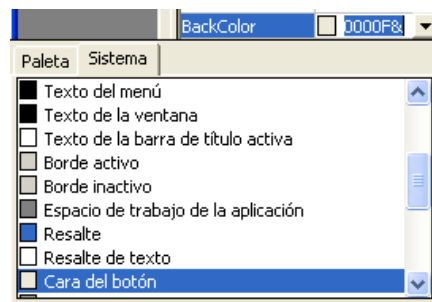 BackColor 0000F&
Paleta Sistema
Texto del menú
Texto de la ventana
Texto de la barra de título activa
Borde activo
Borde inactivo
Espacio de trabajo de la aplicación
Resalte
Resalte de texto
Cara del botón